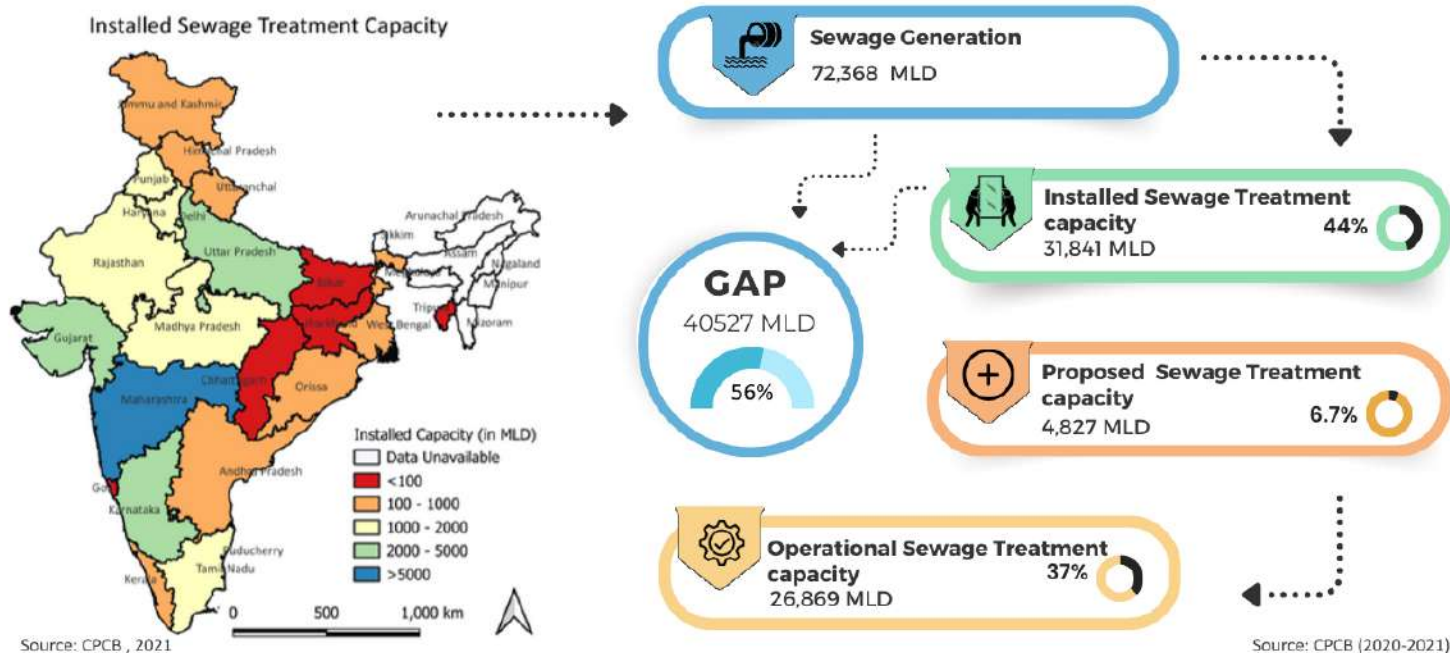 Installed Sewage Treatment Capacity
Jammu and Kashmir
Himachal Pradesh
Punjab
Uttaranchal
Haryana
Delhi
Arunachal Pradesh
Sikkim
Uttar Pradesh
Assam
Nagaland
Rajasthan
Bihar
Meghalaya
Manipur
Tripura
Jharkhand
West Bengal
Mizoram
Madhya Pradesh
Gujarat
Chhattisgarh
Orissa
Maharashtra
Andhra Pradesh
Goa
Karnataka
Puducherry
Tamil Nadu
Kerala
Installed Capacity (in MLD)
Data Unavailable
<100
100 - 1000
1000 - 2000
2000 - 5000
>5000
0 500 1,000 km
Source: CPCB , 2021
Sewage Generation
72,368 MLD
Installed Sewage Treatment
capacity
31,841 MLD
44%
GAP
40527 MLD
56%
Proposed Sewage Treatment
capacity
4,827 MLD
6.7%
Operational Sewage Treatment
capacity
37%
26,869 MLD
Source: CPCB (2020-2021)